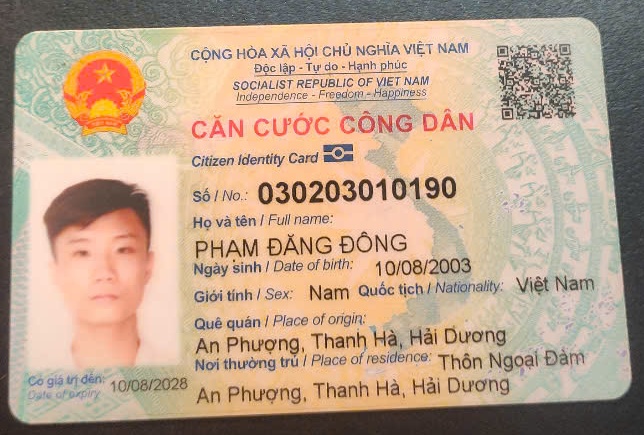 CỘNG HÒA XÃ HỘI CHỦ NGHĨA VIỆT NAM
Độc lập - Tự do - Hạnh phúc
SOCIALIST REPUBLIC OF VIET NAM
Independence - Freedom - Happiness
CĂN CƯỚC CÔNG DÂN
Citizen Identity Card
Số / No.: 030203010190
Họ và tên / Full name:
PHẠM ĐĂNG ĐÔNG
Ngày sinh / Date of birth: 10/08/2003
Giới tính / Sex: Nam Quốc tịch / Nationality: Việt Nam
Quê quán / Place of origin:
An Phượng, Thanh Hà, Hải Dương
Nơi thường trú / Place of residence: Thôn Ngoại Đàm
An Phượng, Thanh Hà, Hải Dương
Có giá trị đến: 10/08/2028
Date of expiry